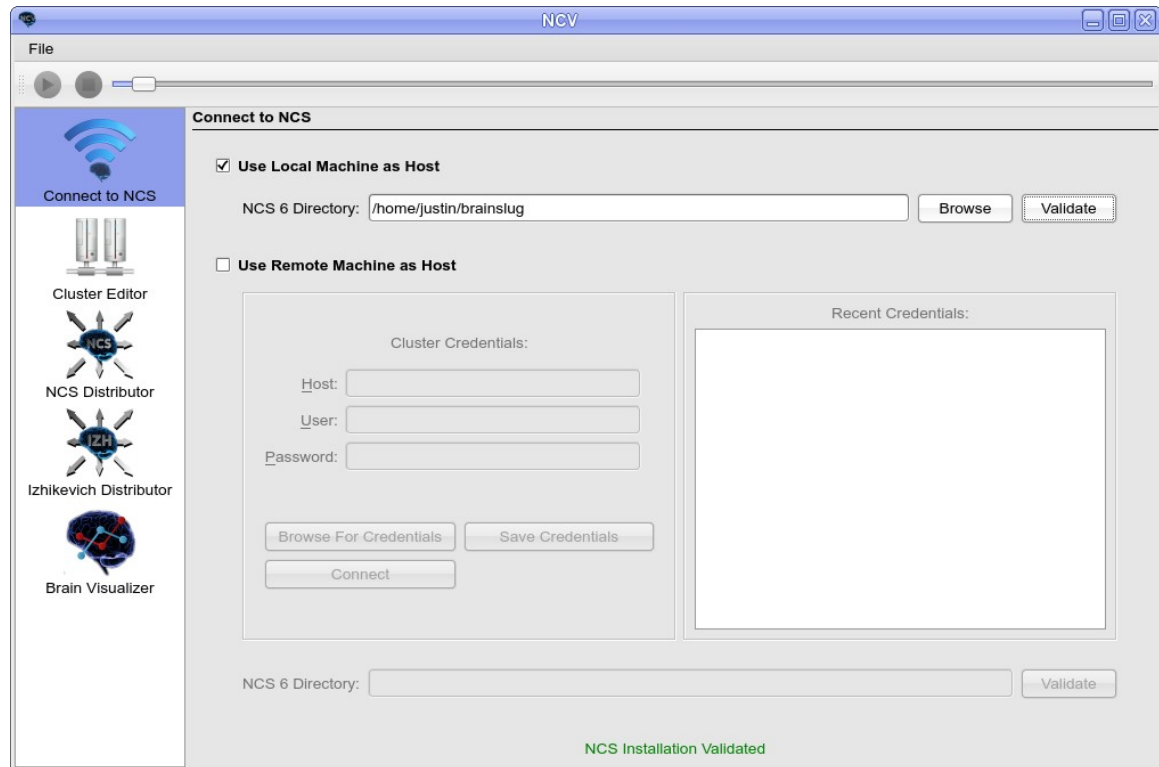 NCV
File
Connect to NCS
Connect to NCS
Use Local Machine as Host
NCS 6 Directory: /home/justin/brainslug Browse Validate
Use Remote Machine as Host
Cluster Editor
NCS
NCS Distributor
IZH
Izhikevich Distributor
Brain Visualizer
Cluster Credentials:
Host:
User:
Password:
Browse For Credentials Save Credentials
Connect
Recent Credentials:
NCS 6 Directory: Validate
NCS Installation Validated